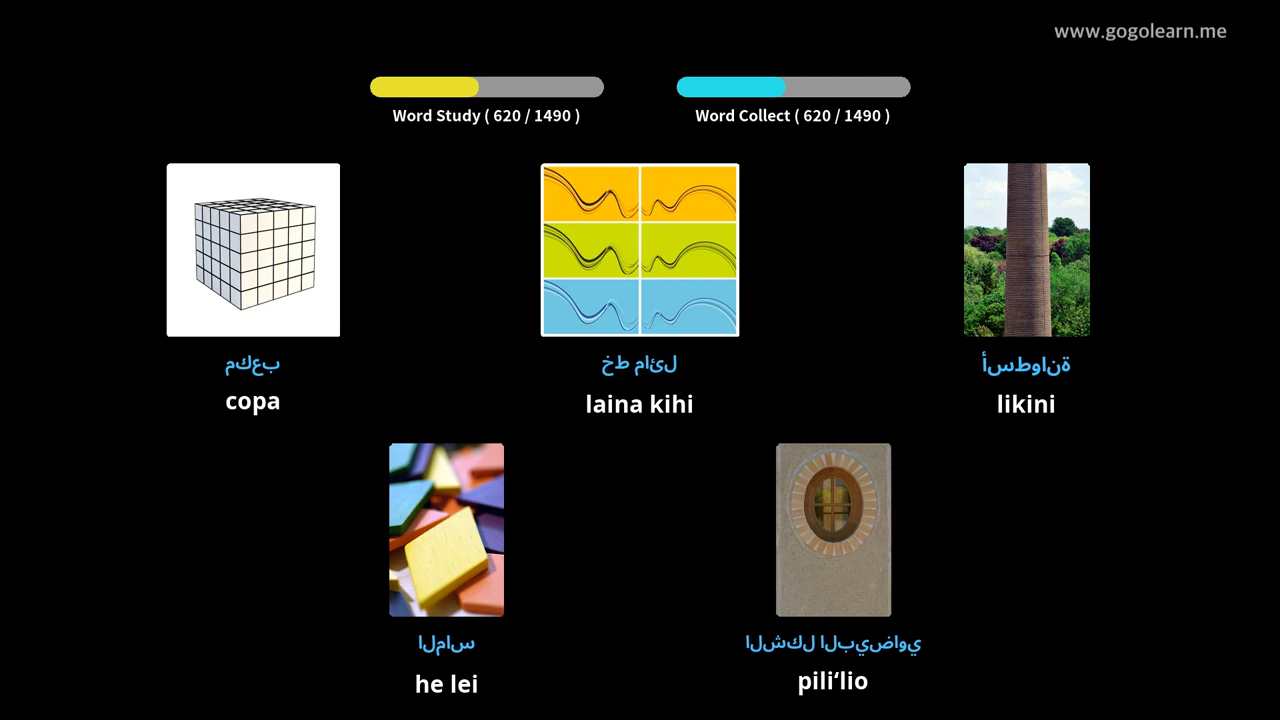 www.gogolearn.me
Word Study ( 620 / 1490 )
Word Collect ( 620 / 1490 )
مكعب
copa
خط مائل
laina kihi
أسطوانة
likini
الماس
he lei
الشكل البيضاوي
pili‘lio